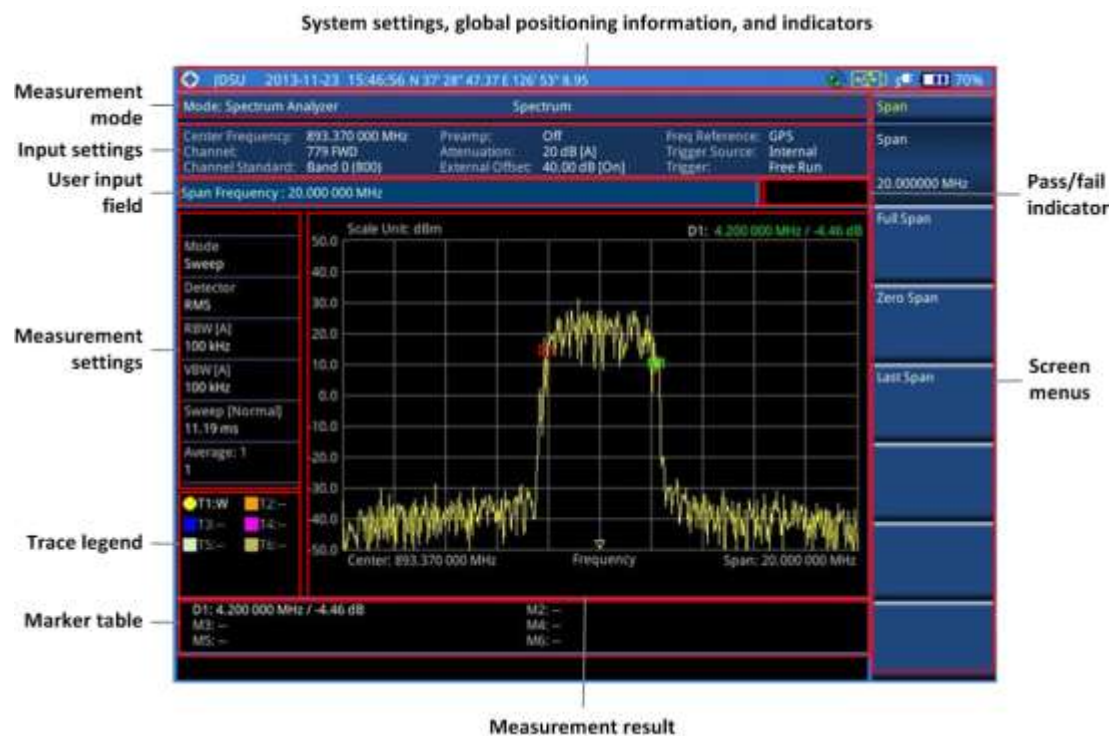 System settings, global positioning information, and indicators
JDSU 2013-11-23 15:46:56 N 37' 28" 47.37 E 126' 53" 8.95 70%
Measurement mode
Mode: Spectrum Analyzer Spectrum
Span
Input settings
Center Frequency: 893.370 000 MHz Preamp: Off Freq Reference: GPS
Channel: 779 FWD Attenuation: 20 dB [A] Trigger Source: Internal
Channel Standard: Band 0 (800) External Offset: 40.00 dB [On] Trigger: Free Run
Span
20.000000 MHz
User input field
Span Frequency : 20.000 000 MHz
Pass/fail indicator
Full Span
Zero Span
Last Span
Screen menus
Measurement settings
Mode
Sweep
Detector
RMS
RBW [A]
100 kHz
VBW [A]
100 kHz
Sweep [Normal]
11.19 ms
Average: 1
1
Scale Unit: dBm D1: 4.200 000 MHz / -4.46 dB
50.0
40.0
30.0
20.0
10.0
0.0
-10.0
-20.0
-30.0
-40.0
-50.0
Center: 893.370 000 MHz Frequency Span: 20.000 000 MHz
Trace legend
T1:W T2:--
T3:-- T4:--
T5:-- T6:--
Marker table
D1: 4.200 000 MHz / -4.46 dB M2: --
M3: -- M4: --
M5: -- M6: --
Measurement result